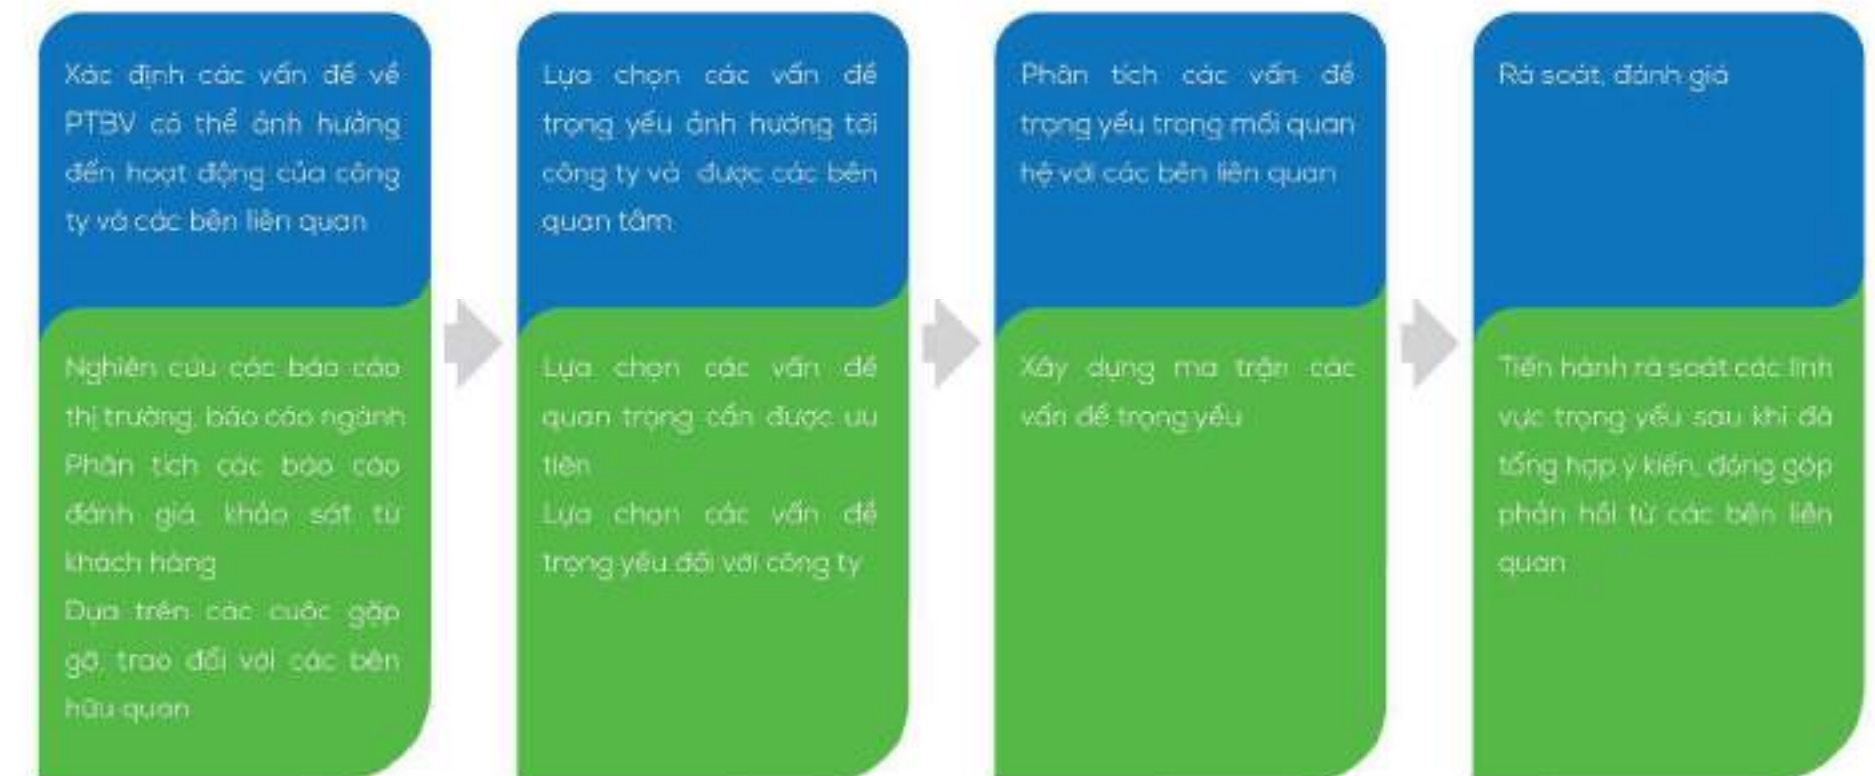 Xác định các vấn đề về
PTBV có thể ảnh hưởng
đến hoạt động của công
ty và các bên liên quan
Nghiên cứu các báo cáo
thị trường, báo cáo ngành
Phân tích các báo cáo
đánh giá, khảo sát từ
khách hàng
Dựa trên các cuộc gặp
gỡ, trao đổi với các bên
hữu quan
Lựa chọn các vấn đề
trọng yếu ảnh hưởng tới
công ty và được các bên
quan tâm
Lựa chọn các vấn đề
quan trọng cần được ưu
tiên
Lựa chọn các vấn đề
trọng yếu đối với công ty
Phân tích các vấn đề
trọng yếu trong mối quan
hệ với các bên liên quan
Xây dựng ma trận các
vấn đề trọng yếu
Rà soát, đánh giá
Tiến hành rà soát các lĩnh
vực trọng yếu sau khi đã
tổng hợp ý kiến, đóng góp
phản hồi từ các bên liên
quan